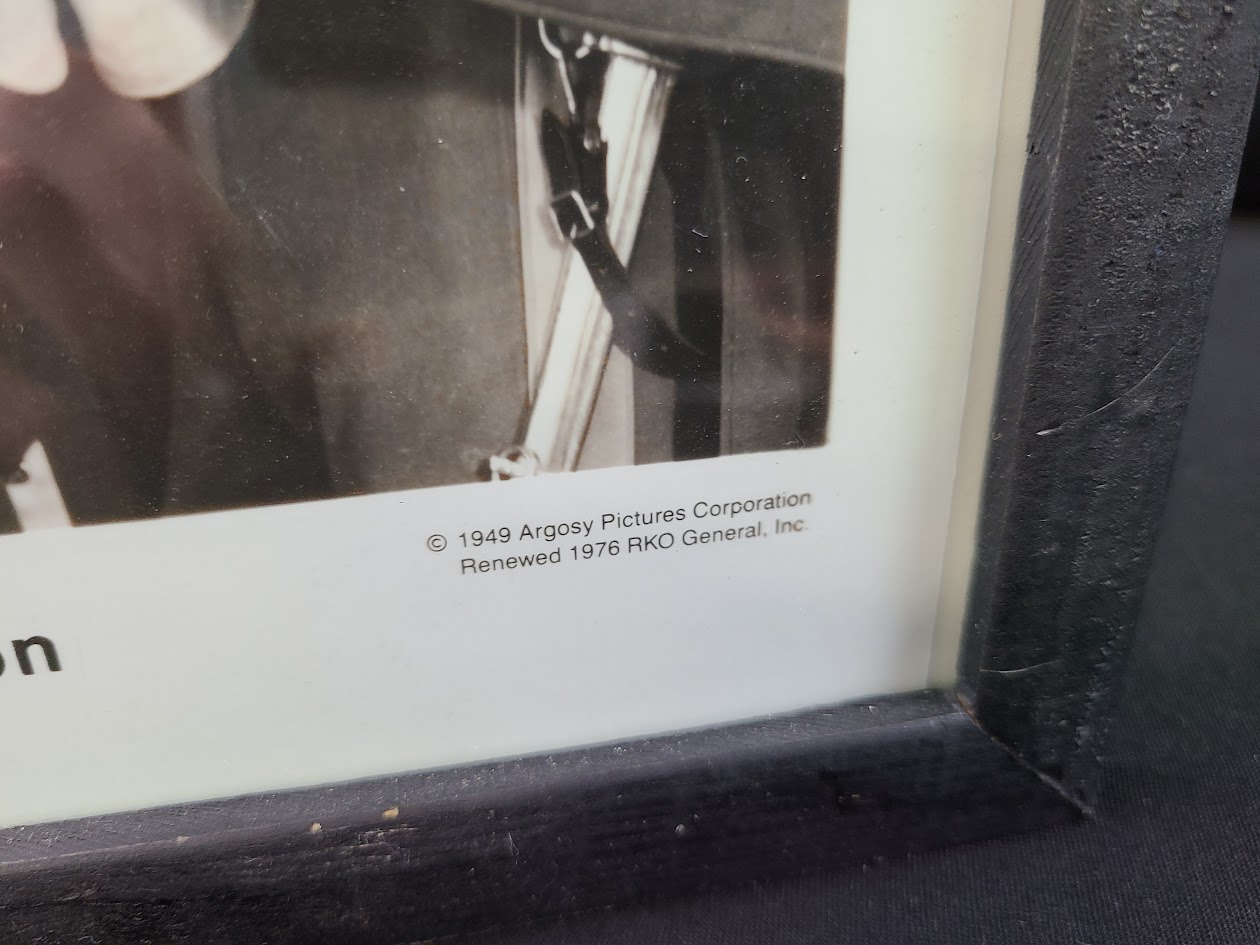 © 1949 Argosy Pictures Corporation
Renewed 1976 RKO General, Inc.
on